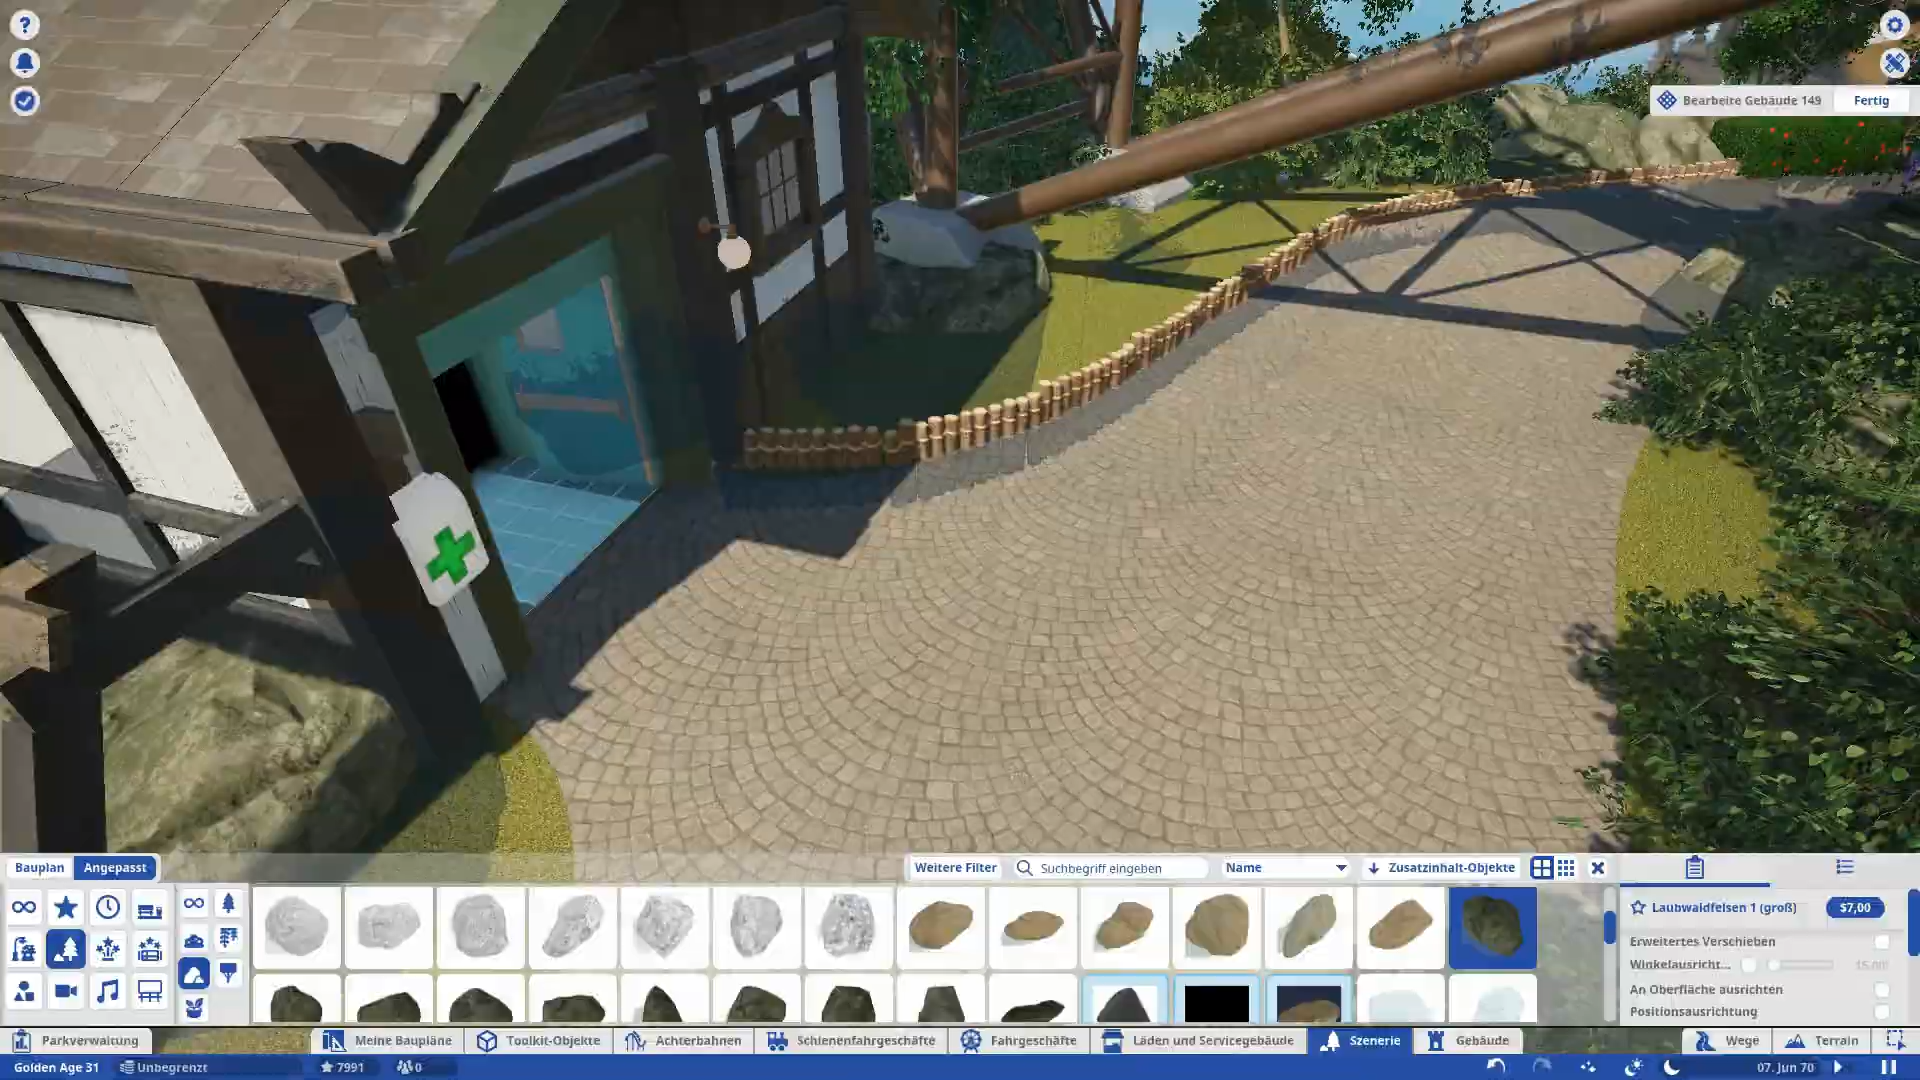 ?
Bearbeite Gebäude 149
Fertig
Bauplan
Angepasst
Weitere Filter
Suchbegriff eingeben
Name
Zusatzinhalt-Objekte
Laubwaldfelsen 1 (groß)
$7,00
Erweitertes Verschieben
Winkelausricht...
An Oberfläche ausrichten
Positionsausrichtung
Parkverwaltung
Meine Baupläne
Toolkit-Objekte
Achterbahnen
Schienenfahrgeschäfte
Fahrgeschäfte
Läden und Servicegebäude
Szenerie
Gebäude
Wege
Terrain
Golden Age 31
Unbegrenzt
7991
0
07. Jun 70